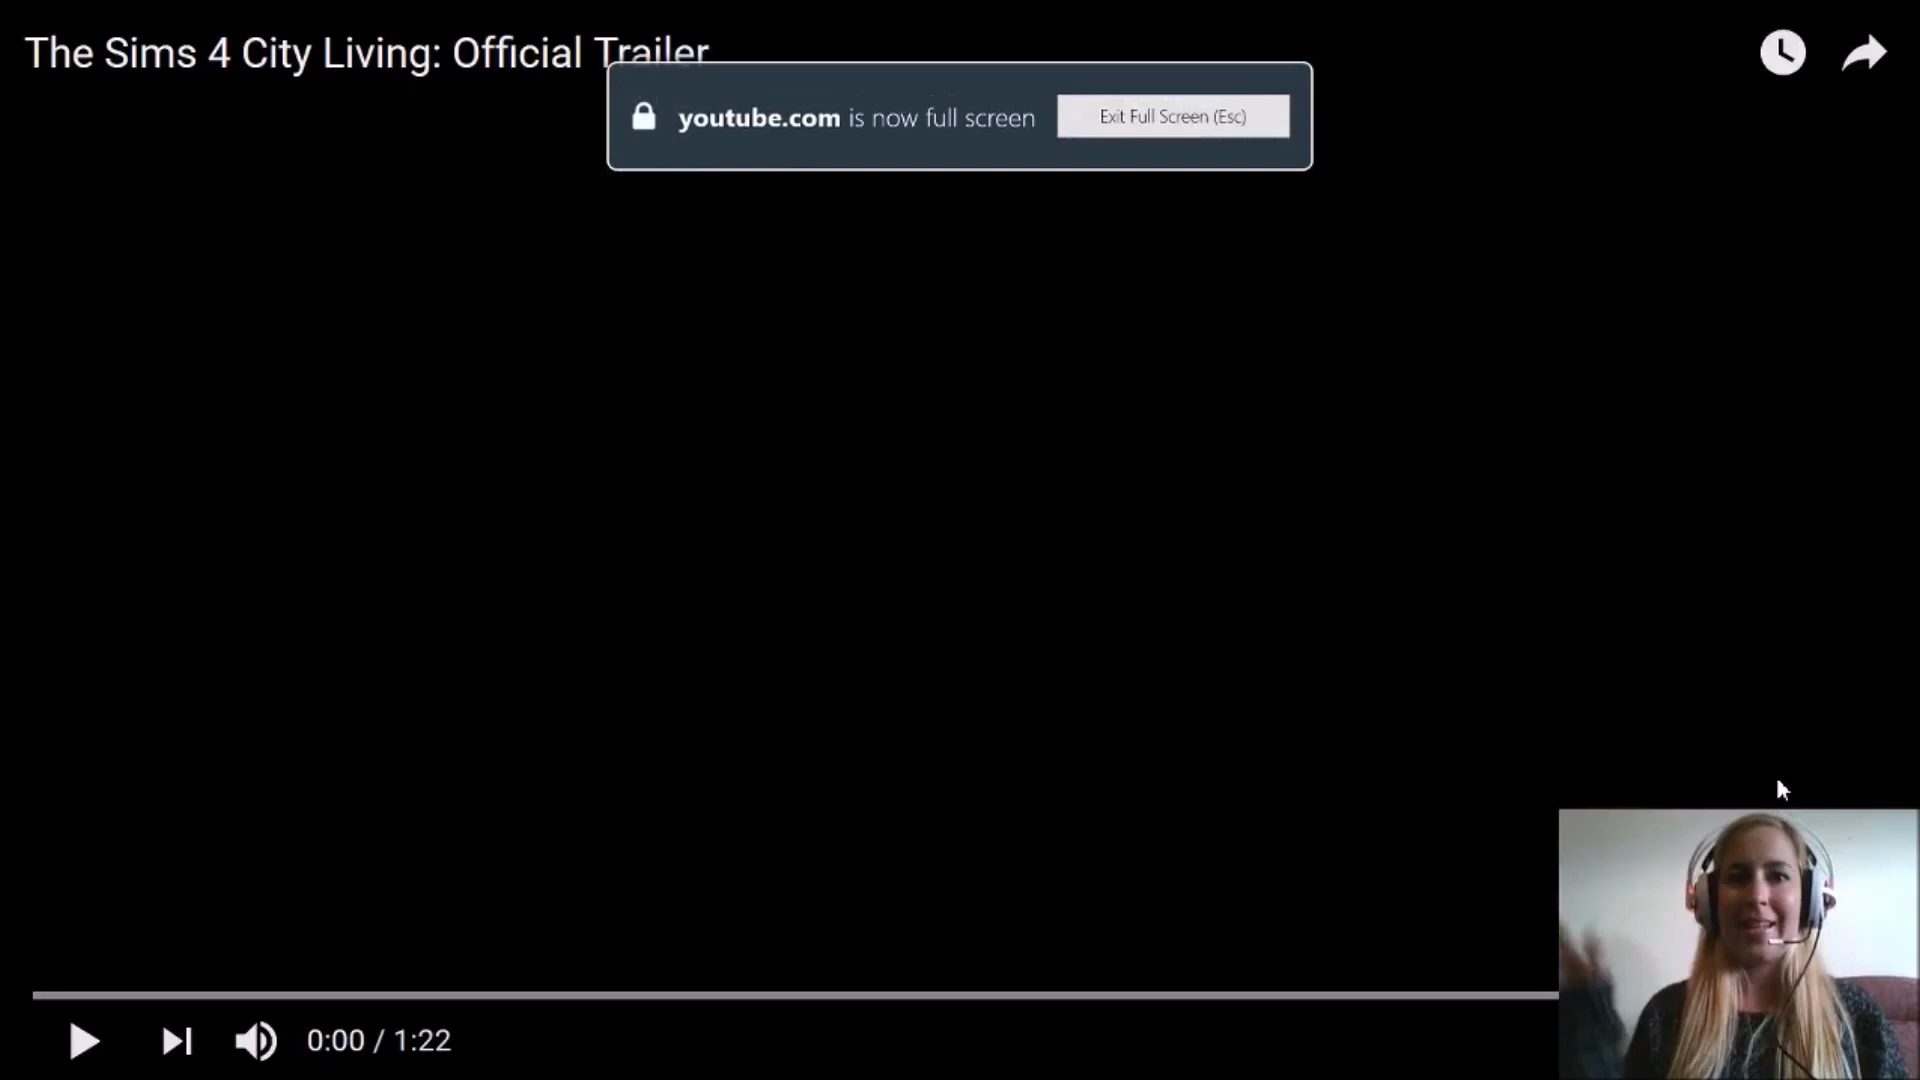 The Sims 4 City Living: Official Trailer
youtube.com is now full screen
Exit Full Screen (Esc)
0:00 / 1:22